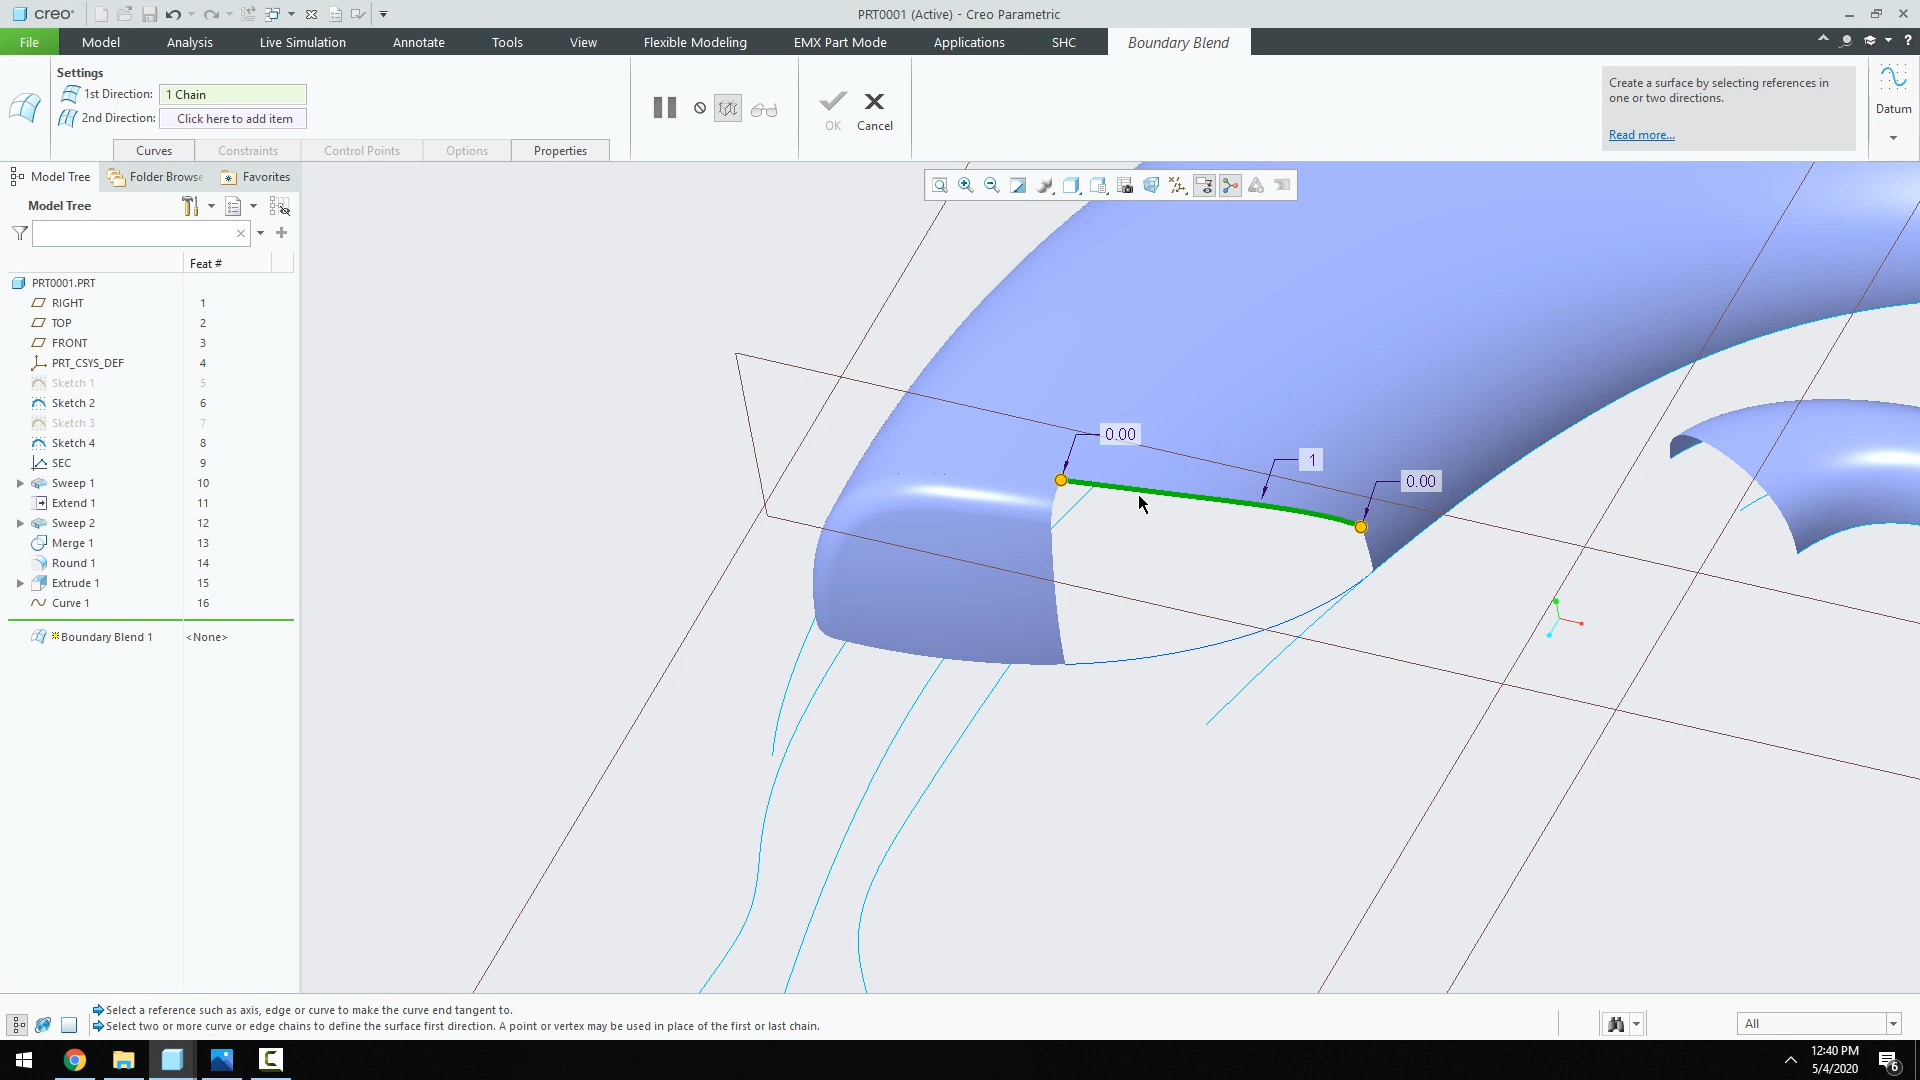 creo
PRT0001 (Active) - Creo Parametric
File
Model
Analysis
Live Simulation
Annotate
Tools
View
Flexible Modeling
EMX Part Mode
Applications
SHC
Boundary Blend
?
Settings
1st Direction:
1 Chain
2nd Direction:
Click here to add item
OK
Cancel
Create a surface by selecting references in
one or two directions.
Read more...
Datum
Curves
Constraints
Control Points
Options
Properties
Model Tree
Folder Browse
Favorites
Model Tree
Feat #
PRT0001.PRT
RIGHT 1
TOP 2
FRONT 3
PRT_CSYS_DEF 4
Sketch 1 5
Sketch 2 6
Sketch 3 7
Sketch 4 8
SEC 9
Sweep 1 10
Extend 1 11
Sweep 2 12
Merge 1 13
Round 1 14
Extrude 1 15
Curve 1 16
Boundary Blend 1 <None>
0.00
1
0.00
Select a reference such as axis, edge or curve to make the curve end tangent to.
Select two or more curve or edge chains to define the surface first direction. A point or vertex may be used in place of the first or last chain.
All
12:40 PM
5/4/2020
6